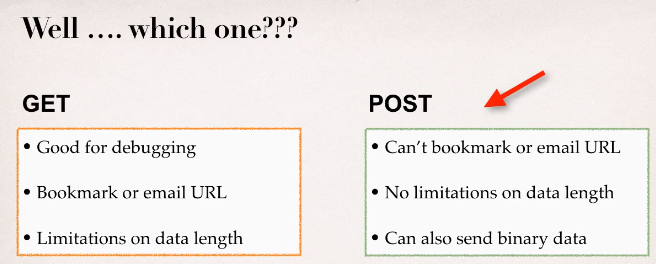 Well .... which one???
GET
• Good for debugging
• Bookmark or email URL
• Limitations on data length
POST
• Can't bookmark or email URL
• No limitations on data length
• Can also send binary data